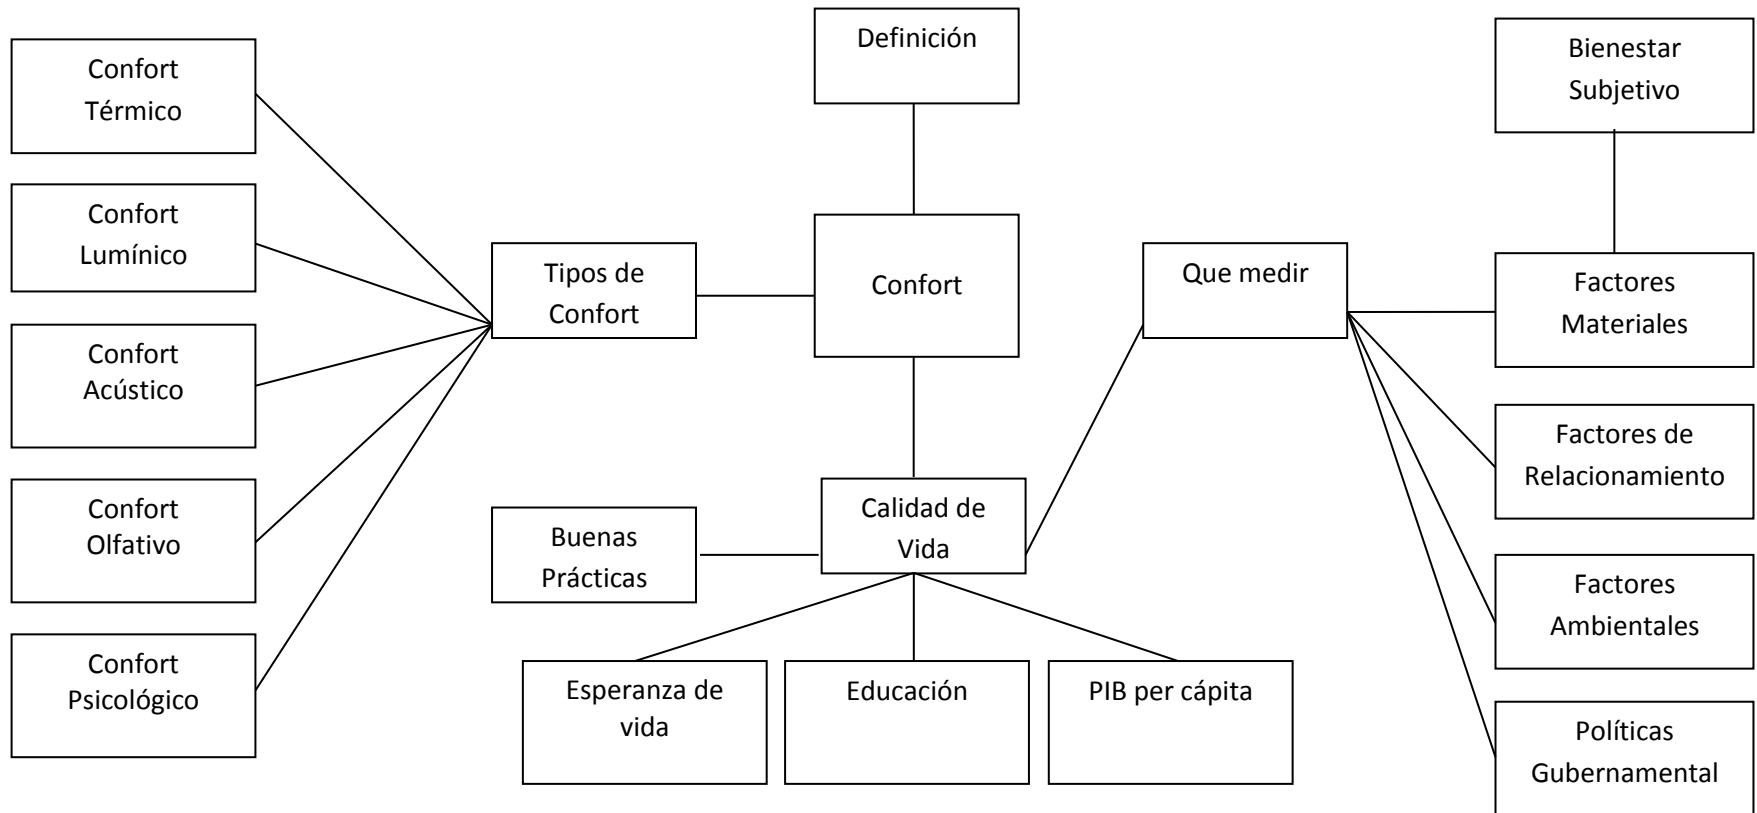 Definición
Bienestar
Subjetivo
Confort
Térmico
Confort
Lumínico
Tipos de
Confort
Confort
Que medir
Factores
Materiales
Confort
Acústico
Factores de
Relacionamiento
Confort
Olfativo
Buenas
Prácticas
Calidad de
Vida
Factores
Ambientales
Confort
Psicológico
Esperanza de
vida
Educación
PIB per cápita
Políticas
Gubernamental